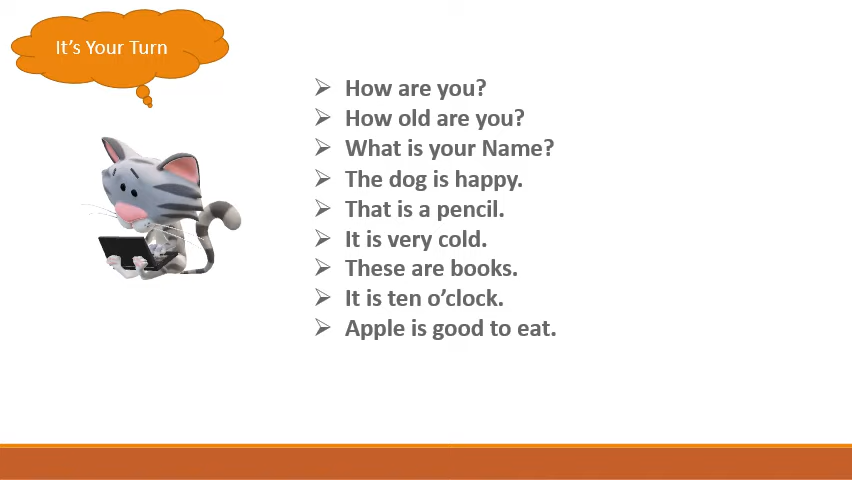 It's Your Turn
How are you?
How old are you?
What is your Name?
The dog is happy.
That is a pencil.
It is very cold.
These are books.
It is ten o’clock.
Apple is good to eat.